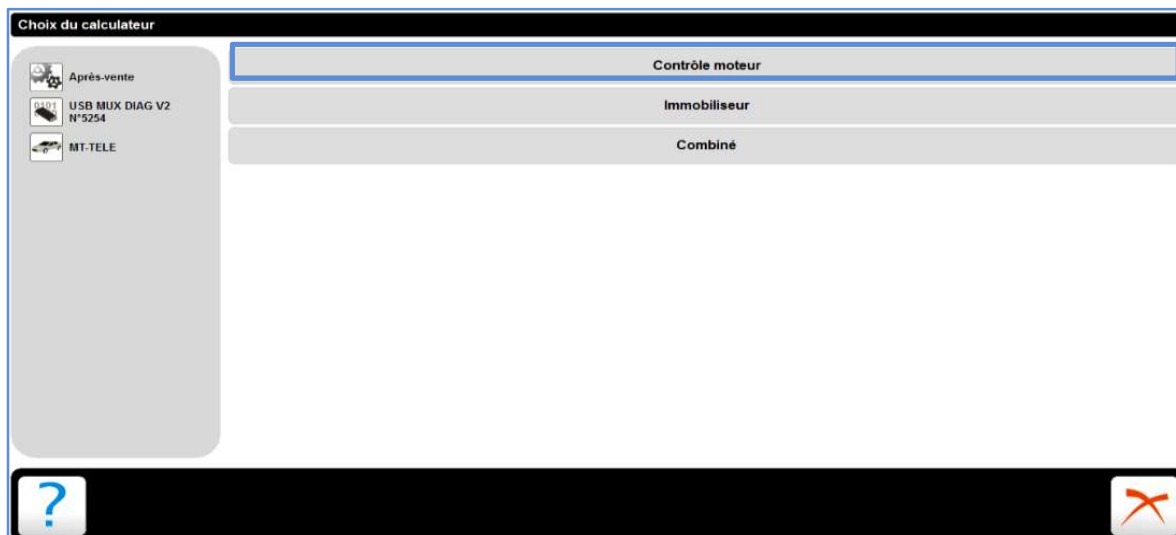 Choix du calculateur
Après-vente
USB MUX DIAG V2
N°5254
MT-TELE
Contrôle moteur
Immobiliseur
Combiné
?